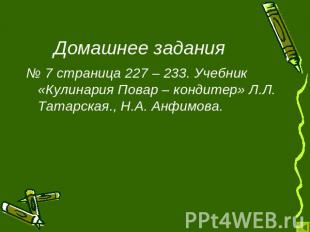 Домашнее задания
№ 7 страница 227 – 233. Учебник
«Кулинария Повар – кондитер» Л.Л.
Татарская., Н.А. Анфимова.
PPt4WEB.ru